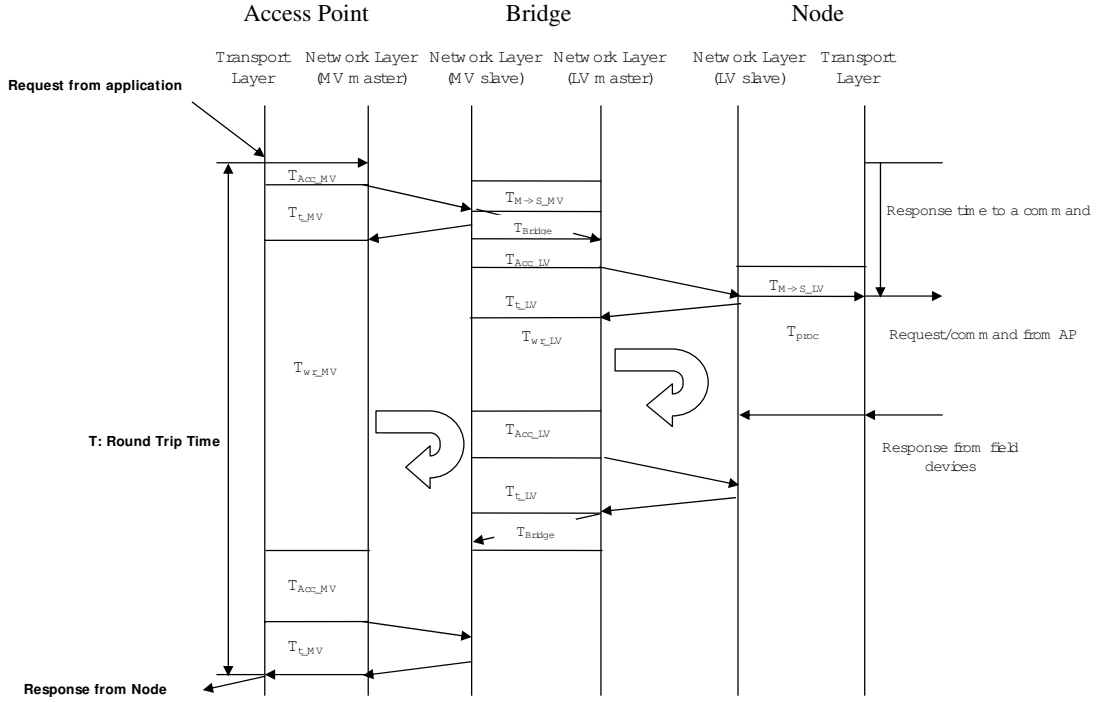 Access Point Bridge Node
Transport Network Layer Network Layer Network Layer Network Layer Transport
Layer (MV master) (MV slave) (LV master) (LV slave) Layer
Request from application
T_Acc_MV
T_M->S_MV
T_t_MV
Response time to a command
T_Bridge
T_Acc_LV
T_M->S_LV
T_t_LV
T_wr_LV
T_proc
Request/command from AP
T_wr_MV
T_Acc_LV
T: Round Trip Time
Response from field
devices
T_t_LV
T_Bridge
T_Acc_MV
T_t_MV
Response from Node